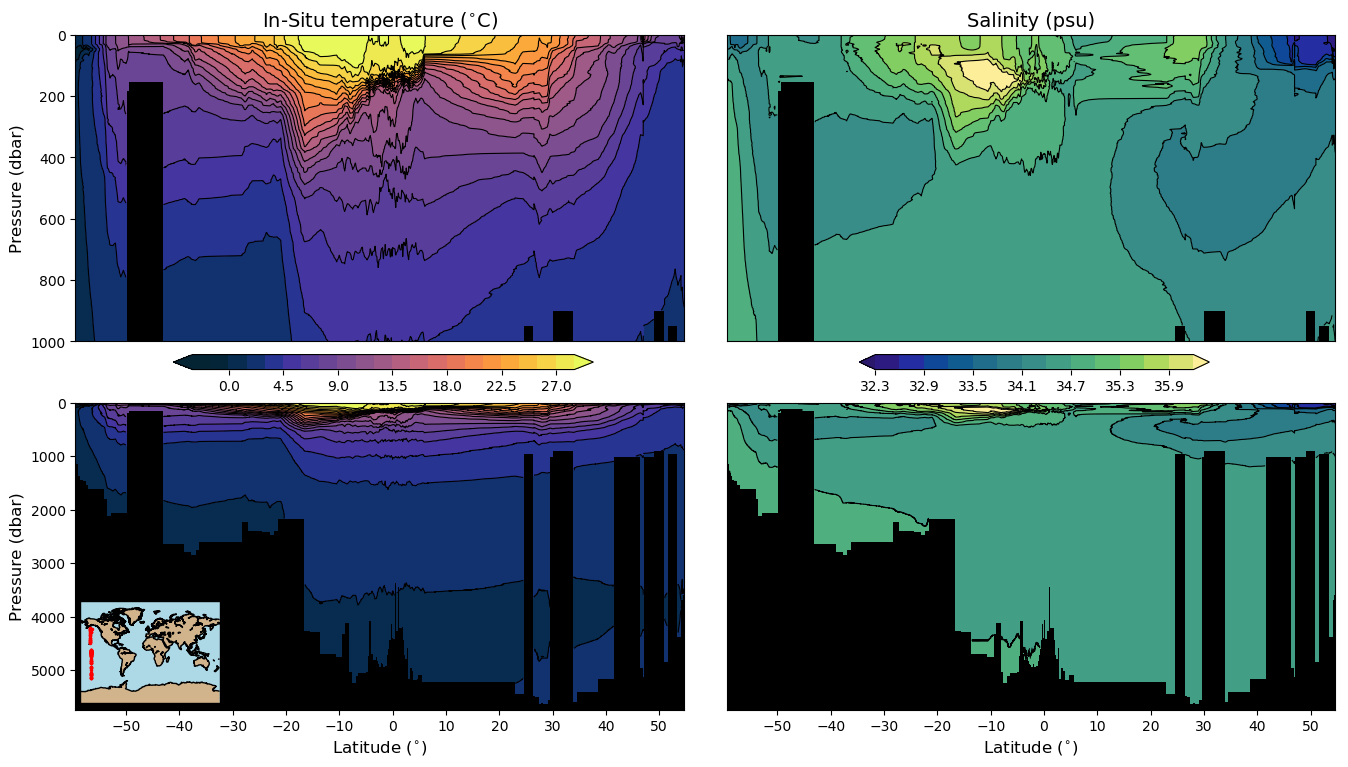 In-Situ temperature (°C)
Salinity (psu)
0
200
400
600
800
1000
Pressure (dbar)
0.0 4.5 9.0 13.5 18.0 22.5 27.0
32.3 32.9 33.5 34.1 34.7 35.3 35.9
0
1000
2000
3000
4000
5000
Pressure (dbar)
−50 −40 −30 −20 −10 0 10 20 30 40 50
Latitude (°)
−50 −40 −30 −20 −10 0 10 20 30 40 50
Latitude (°)